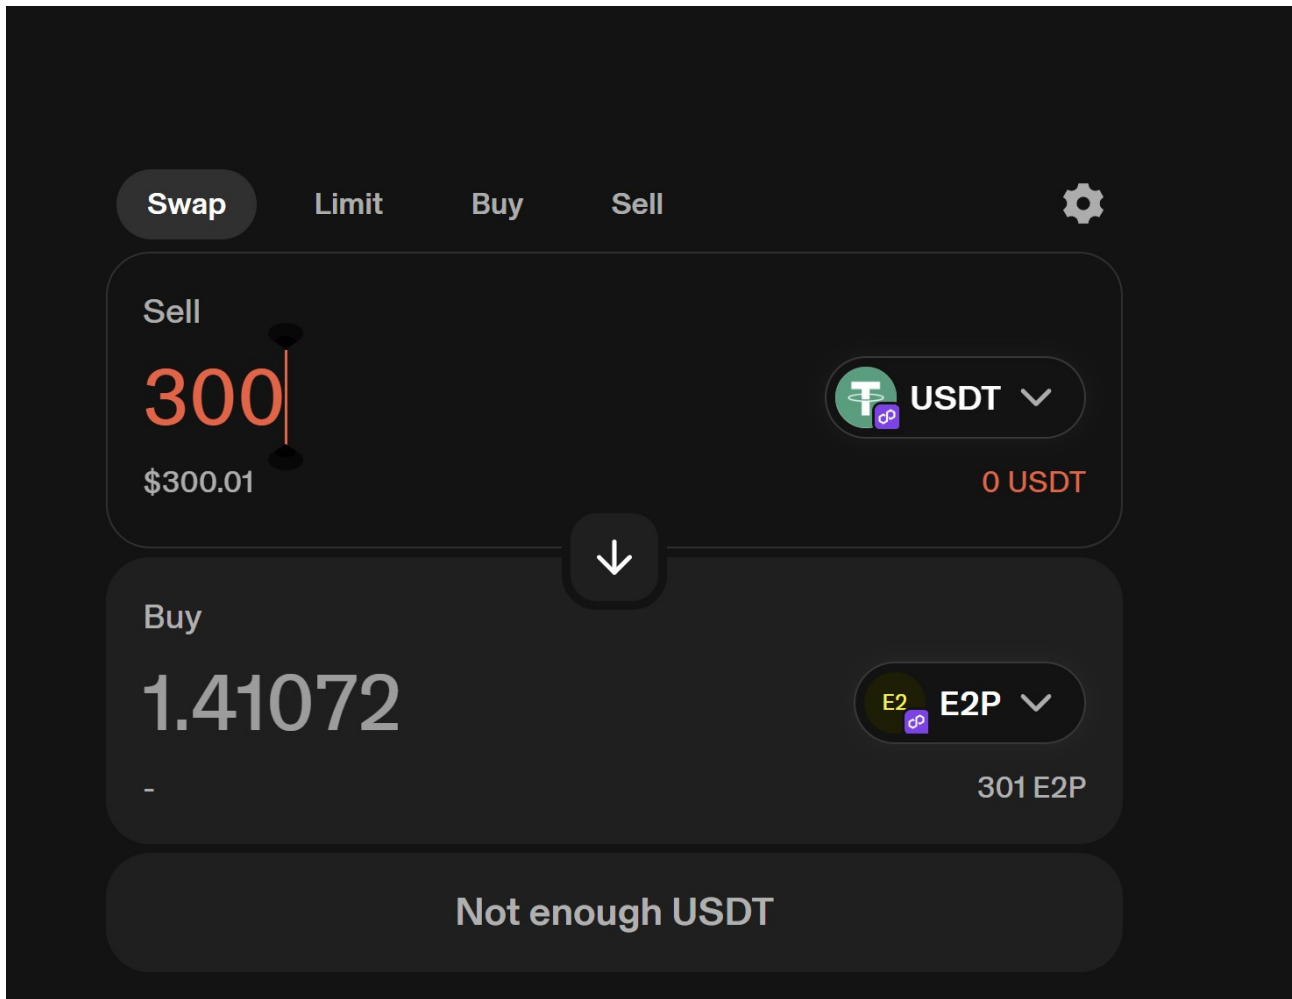 Swap Limit Buy Sell
Sell
300
USDT
$300.01
0 USDT
Buy
1.41072
E2
E2P
-
301 E2P
Not enough USDT